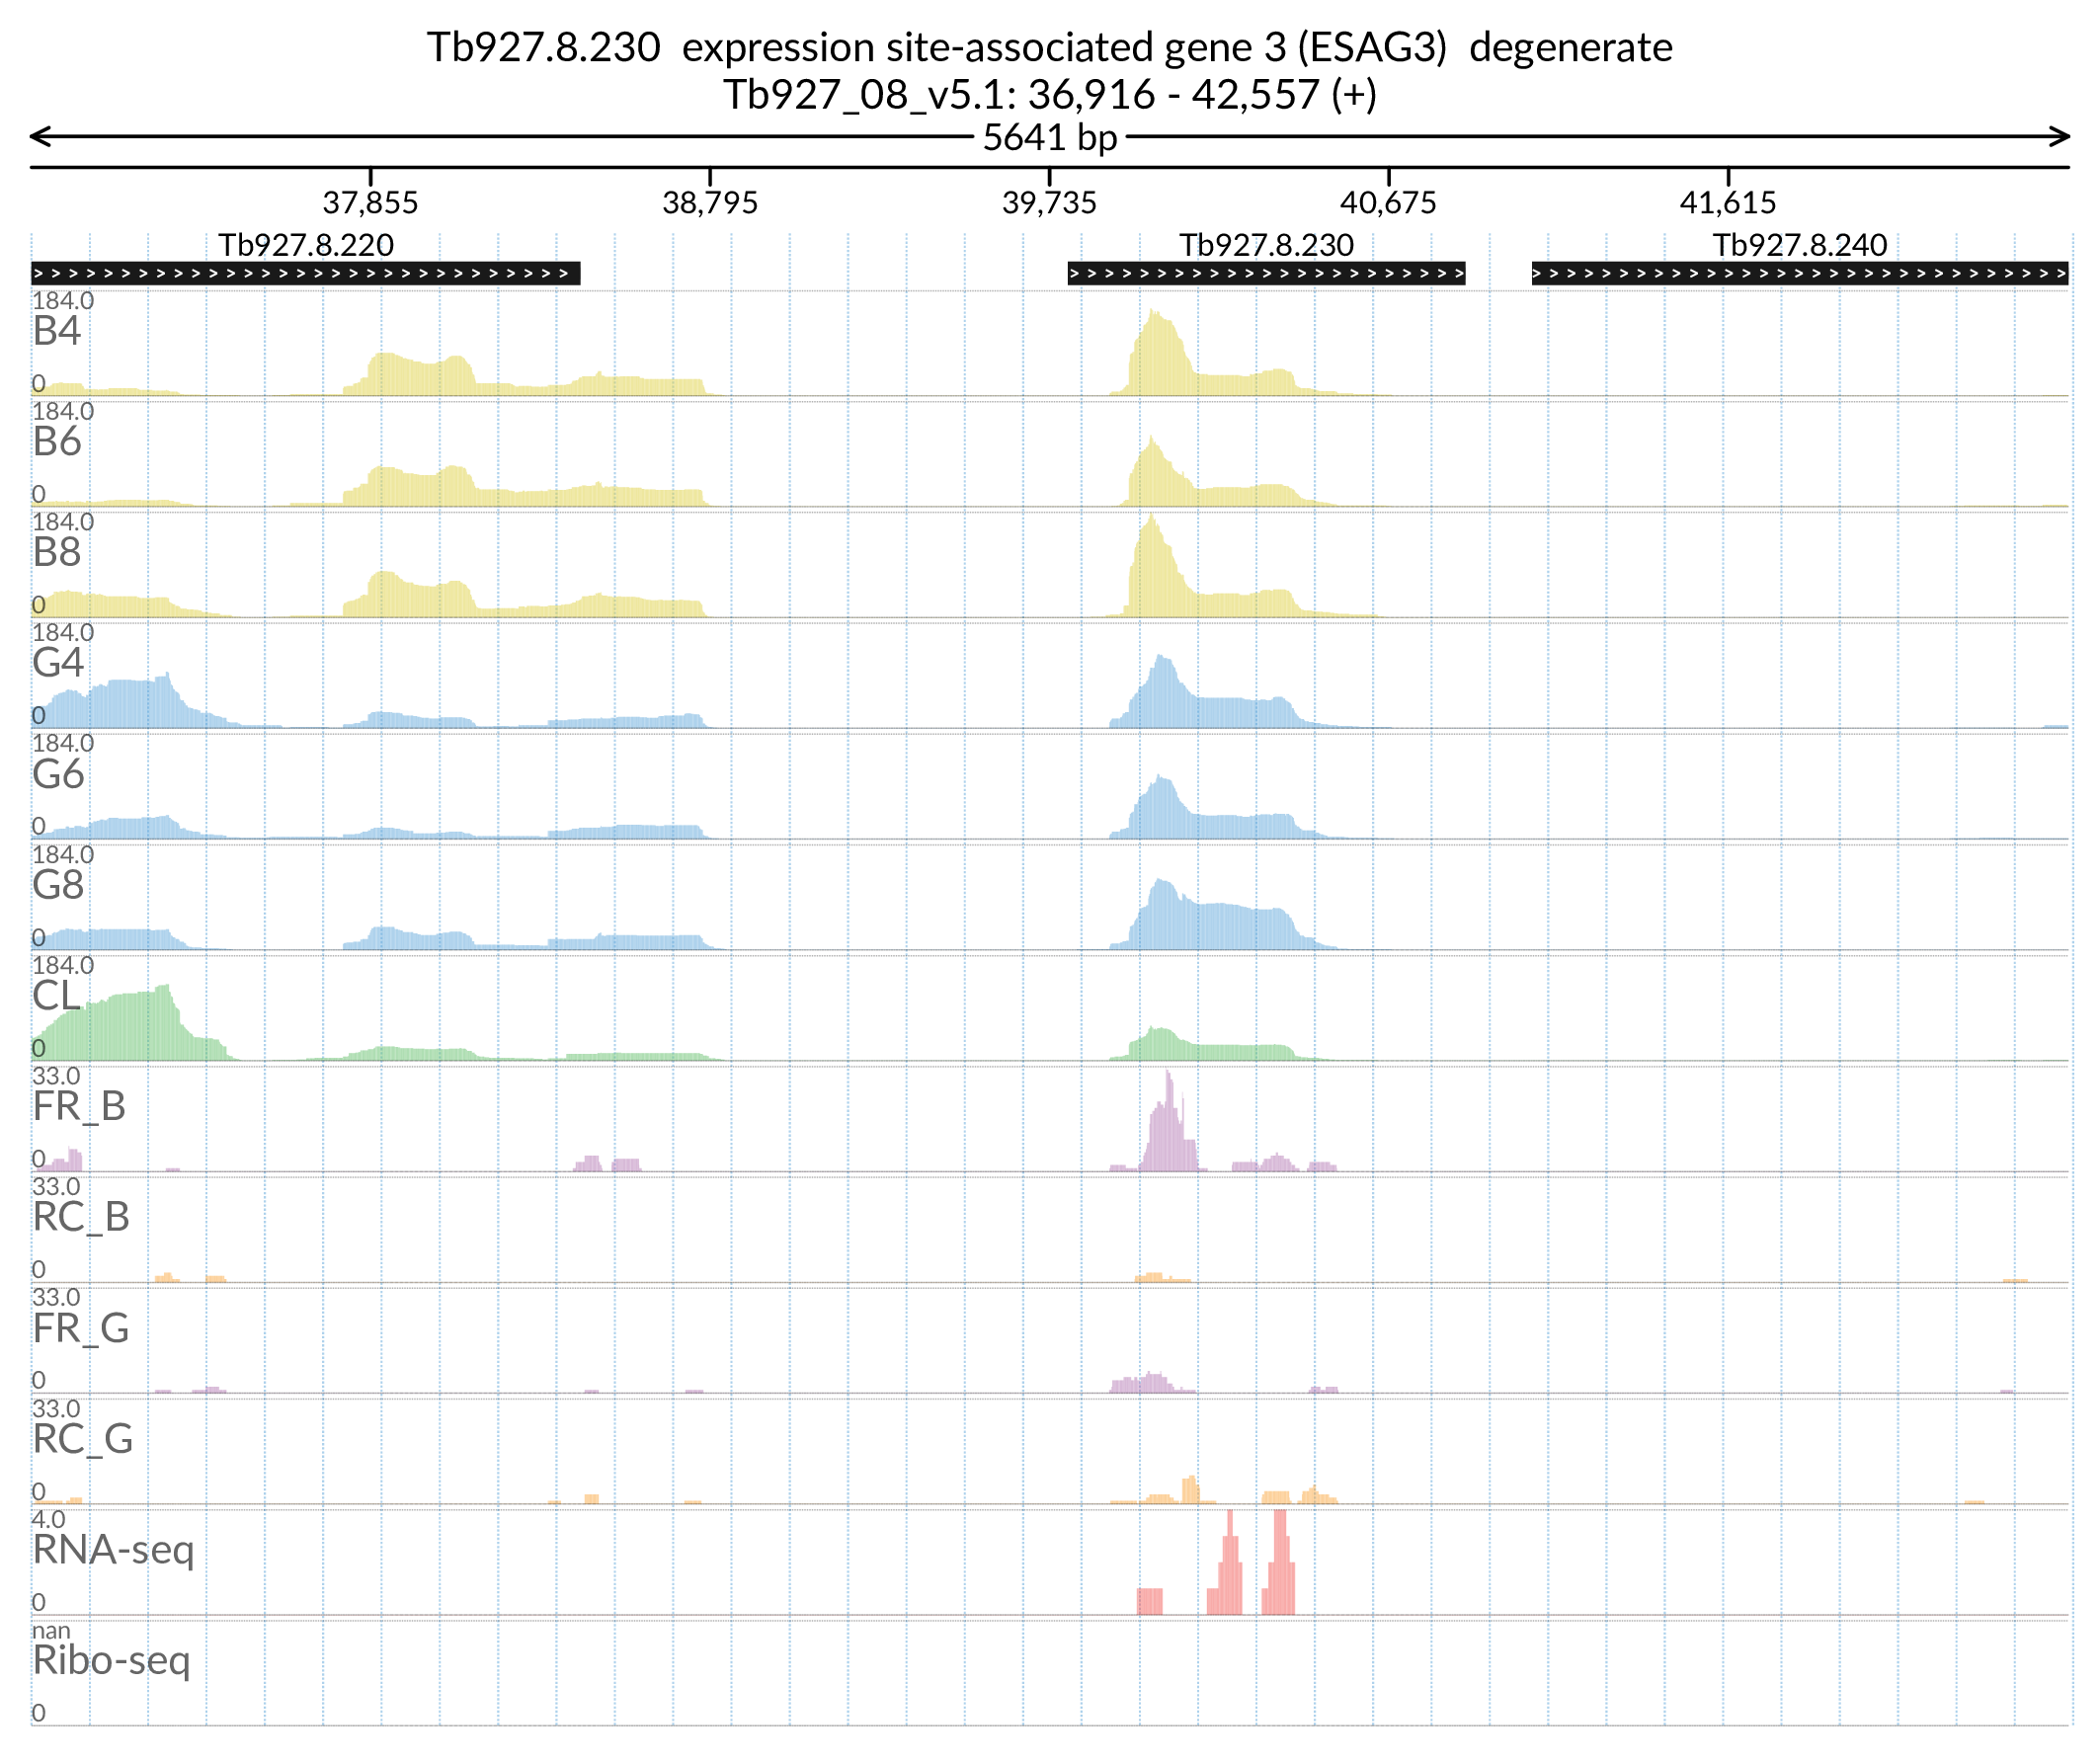 Tb927.8.230 expression site-associated gene 3 (ESAG3) degenerate
Tb927_08_v5.1: 36,916 - 42,557 (+)
5641 bp
37,855 38,795 39,735 40,675 41,615
Tb927.8.220 Tb927.8.230 Tb927.8.240
184.0
B4
0
184.0
B6
0
184.0
B8
0
184.0
G4
0
184.0
G6
0
184.0
G8
0
184.0
CL
0
33.0
FR_B
0
33.0
RC_B
0
33.0
FR_G
0
33.0
RC_G
0
4.0
RNA-seq
0
nan
Ribo-seq
0